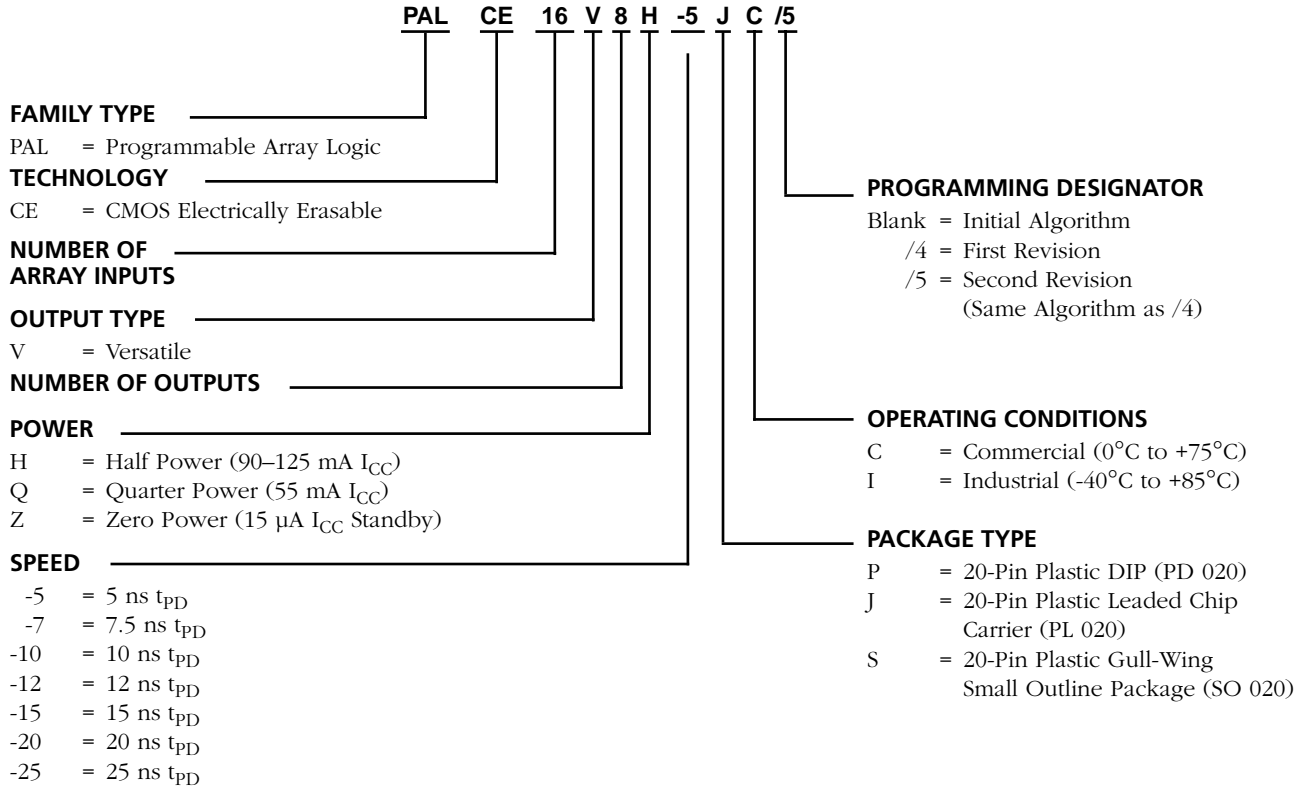 PAL CE 16 V 8 H -5 J C /5
FAMILY TYPE
PAL = Programmable Array Logic
TECHNOLOGY
CE = CMOS Electrically Erasable
NUMBER OF
ARRAY INPUTS
OUTPUT TYPE
V = Versatile
NUMBER OF OUTPUTS
POWER
H = Half Power (90–125 mA ICC)
Q = Quarter Power (55 mA ICC)
Z = Zero Power (15 µA ICC Standby)
SPEED
-5 = 5 ns tPD
-7 = 7.5 ns tPD
-10 = 10 ns tPD
-12 = 12 ns tPD
-15 = 15 ns tPD
-20 = 20 ns tPD
-25 = 25 ns tPD
PROGRAMMING DESIGNATOR
Blank = Initial Algorithm
/4 = First Revision
/5 = Second Revision
(Same Algorithm as /4)
OPERATING CONDITIONS
C = Commercial (0°C to +75°C)
I = Industrial (-40°C to +85°C)
PACKAGE TYPE
P = 20-Pin Plastic DIP (PD 020)
J = 20-Pin Plastic Leaded Chip
Carrier (PL 020)
S = 20-Pin Plastic Gull-Wing
Small Outline Package (SO 020)